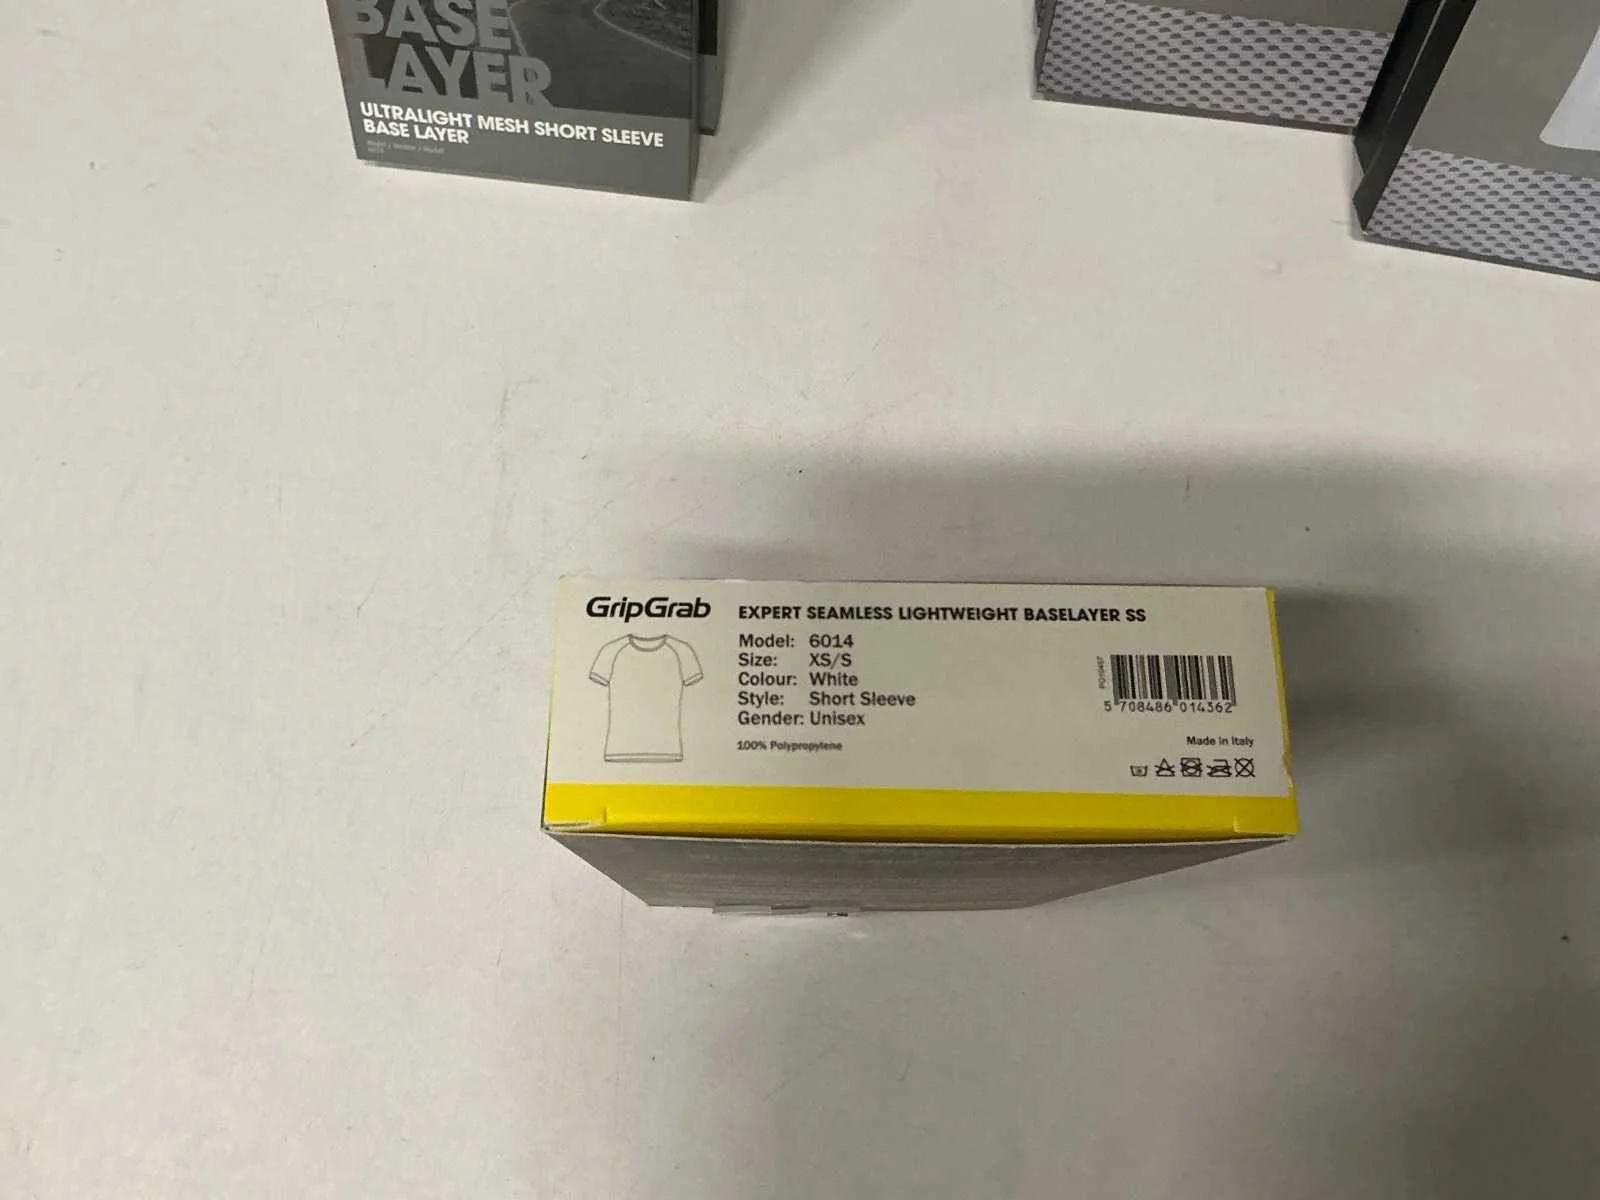 BASE
LAYER
ULTRALIGHT MESH SHORT SLEEVE
BASE LAYER
GripGrab
EXPERT SEAMLESS LIGHTWEIGHT BASELAYER SS
Model: 6014
Size: XS/S
Colour: White
Style: Short Sleeve
Gender: Unisex
100% Polypropylene
PO10457
5 708486 014362
Made in Italy